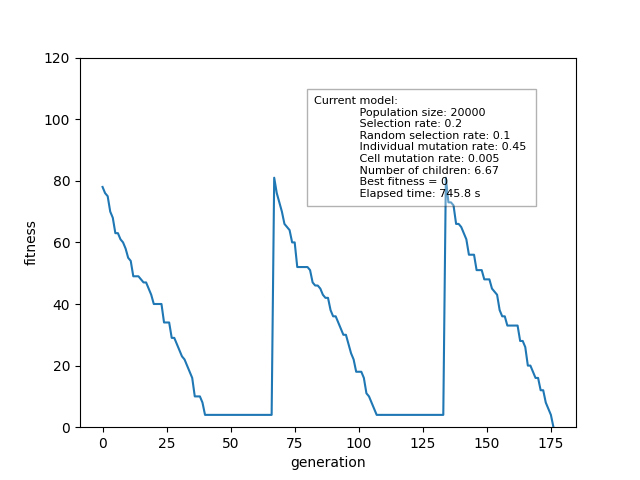 120
100
80
60
40
20
0
fitness
Current model:
Population size: 20000
Selection rate: 0.2
Random selection rate: 0.1
Individual mutation rate: 0.45
Cell mutation rate: 0.005
Number of children: 6.67
Best fitness = 0
Elapsed time: 745.8 s
0 25 50 75 100 125 150 175
generation